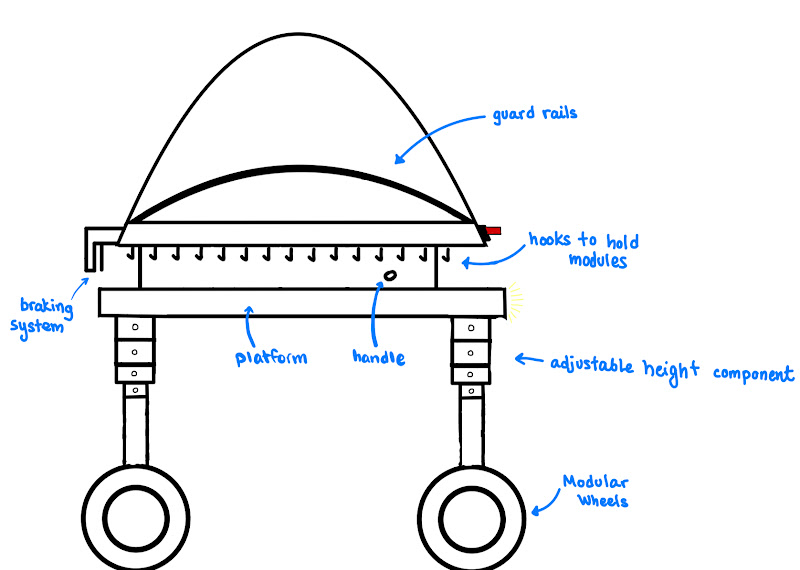 guard rails
hooks to hold
modules
braking
system
platform
handle
adjustable height component
Modular
Wheels